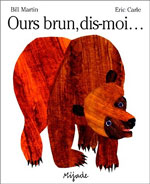 Bill Martin Eric Carle
Ours brun, dis-moi...
Mijade